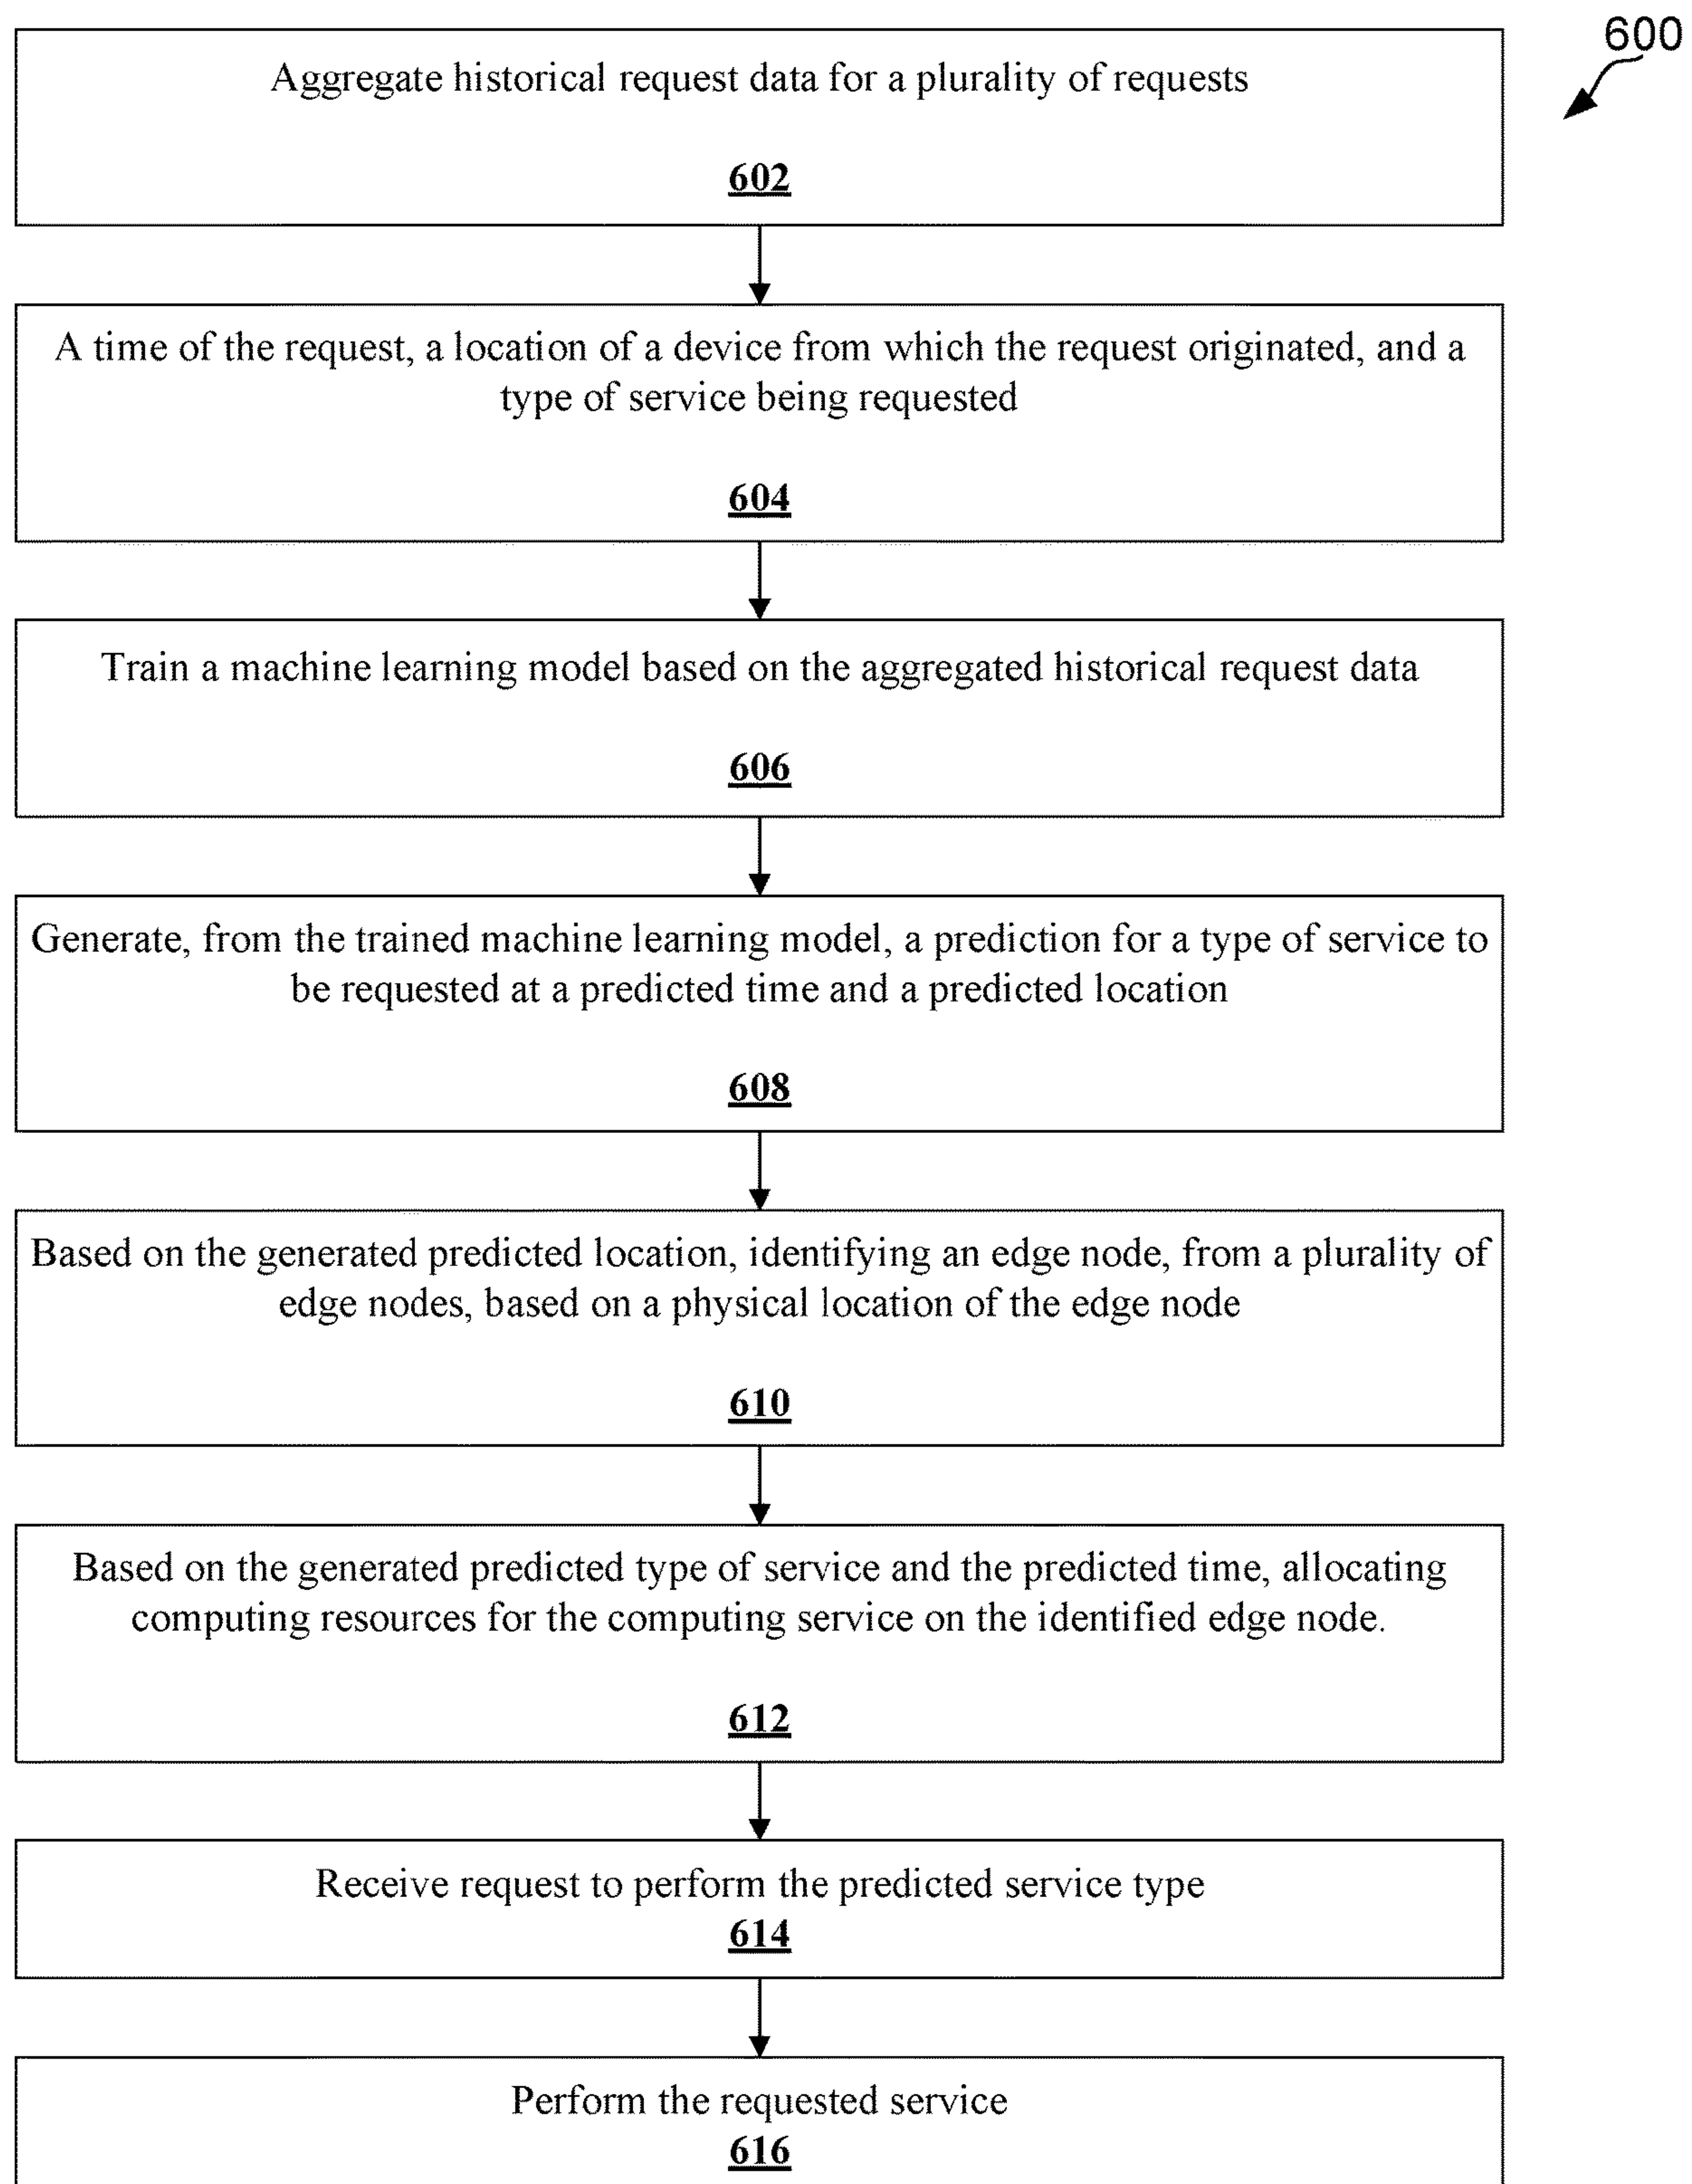 600
Aggregate historical request data for a plurality of requests
602
A time of the request, a location of a device from which the request originated, and a
type of service being requested
604
Train a machine learning model based on the aggregated historical request data
606
Generate, from the trained machine learning model, a prediction for a type of service to
be requested at a predicted time and a predicted location
608
Based on the generated predicted location, identifying an edge node, from a plurality of
edge nodes, based on a physical location of the edge node
610
Based on the generated predicted type of service and the predicted time, allocating
computing resources for the computing service on the identified edge node.
612
Receive request to perform the predicted service type
614
Perform the requested service
616